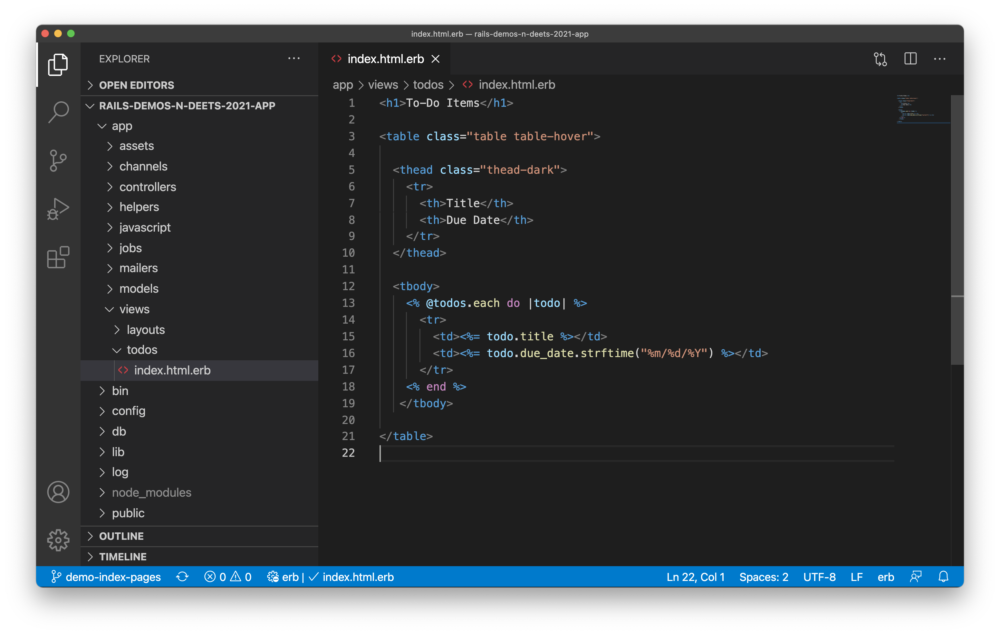 index.html.erb — rails-demos-n-deets-2021-app
EXPLORER
OPEN EDITORS
RAILS-DEMOS-N-DEETS-2021-APP
app
assets
channels
controllers
helpers
javascript
jobs
mailers
models
views
layouts
todos
index.html.erb
bin
config
db
lib
log
node_modules
public
OUTLINE
TIMELINE
index.html.erb
app > views > todos > index.html.erb
1 <h1>To-Do Items</h1>
2
3 <table class="table table-hover">
4
5   <thead class="thead-dark">
6     <tr>
7       <th>Title</th>
8       <th>Due Date</th>
9     </tr>
10   </thead>
11
12   <tbody>
13     <% @todos.each do |todo| %>
14       <tr>
15         <td><%= todo.title %></td>
16         <td><%= todo.due_date.strftime("%m/%d/%Y") %></td>
17       </tr>
18     <% end %>
19    </tbody>
20
21 </table>
22
demo-index-pages 0 0 erb | ✓ index.html.erb Ln 22, Col 1 Spaces: 2 UTF-8 LF erb